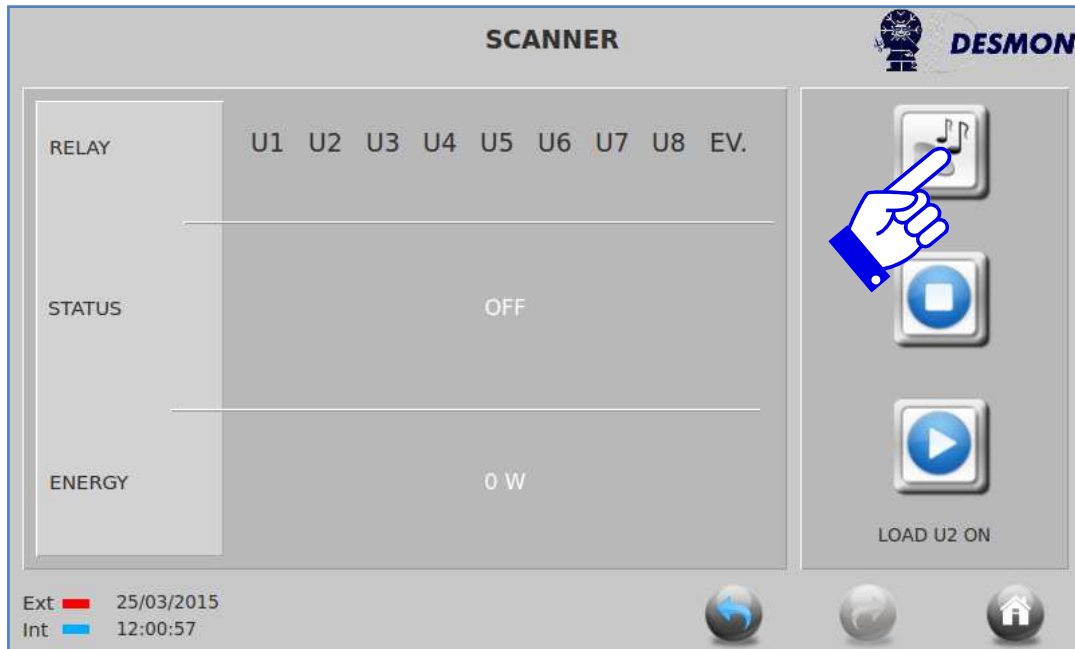 SCANNER
DESMON
RELAY U1 U2 U3 U4 U5 U6 U7 U8 EV.
STATUS OFF
ENERGY 0 W
LOAD U2 ON
Ext 25/03/2015
Int 12:00:57